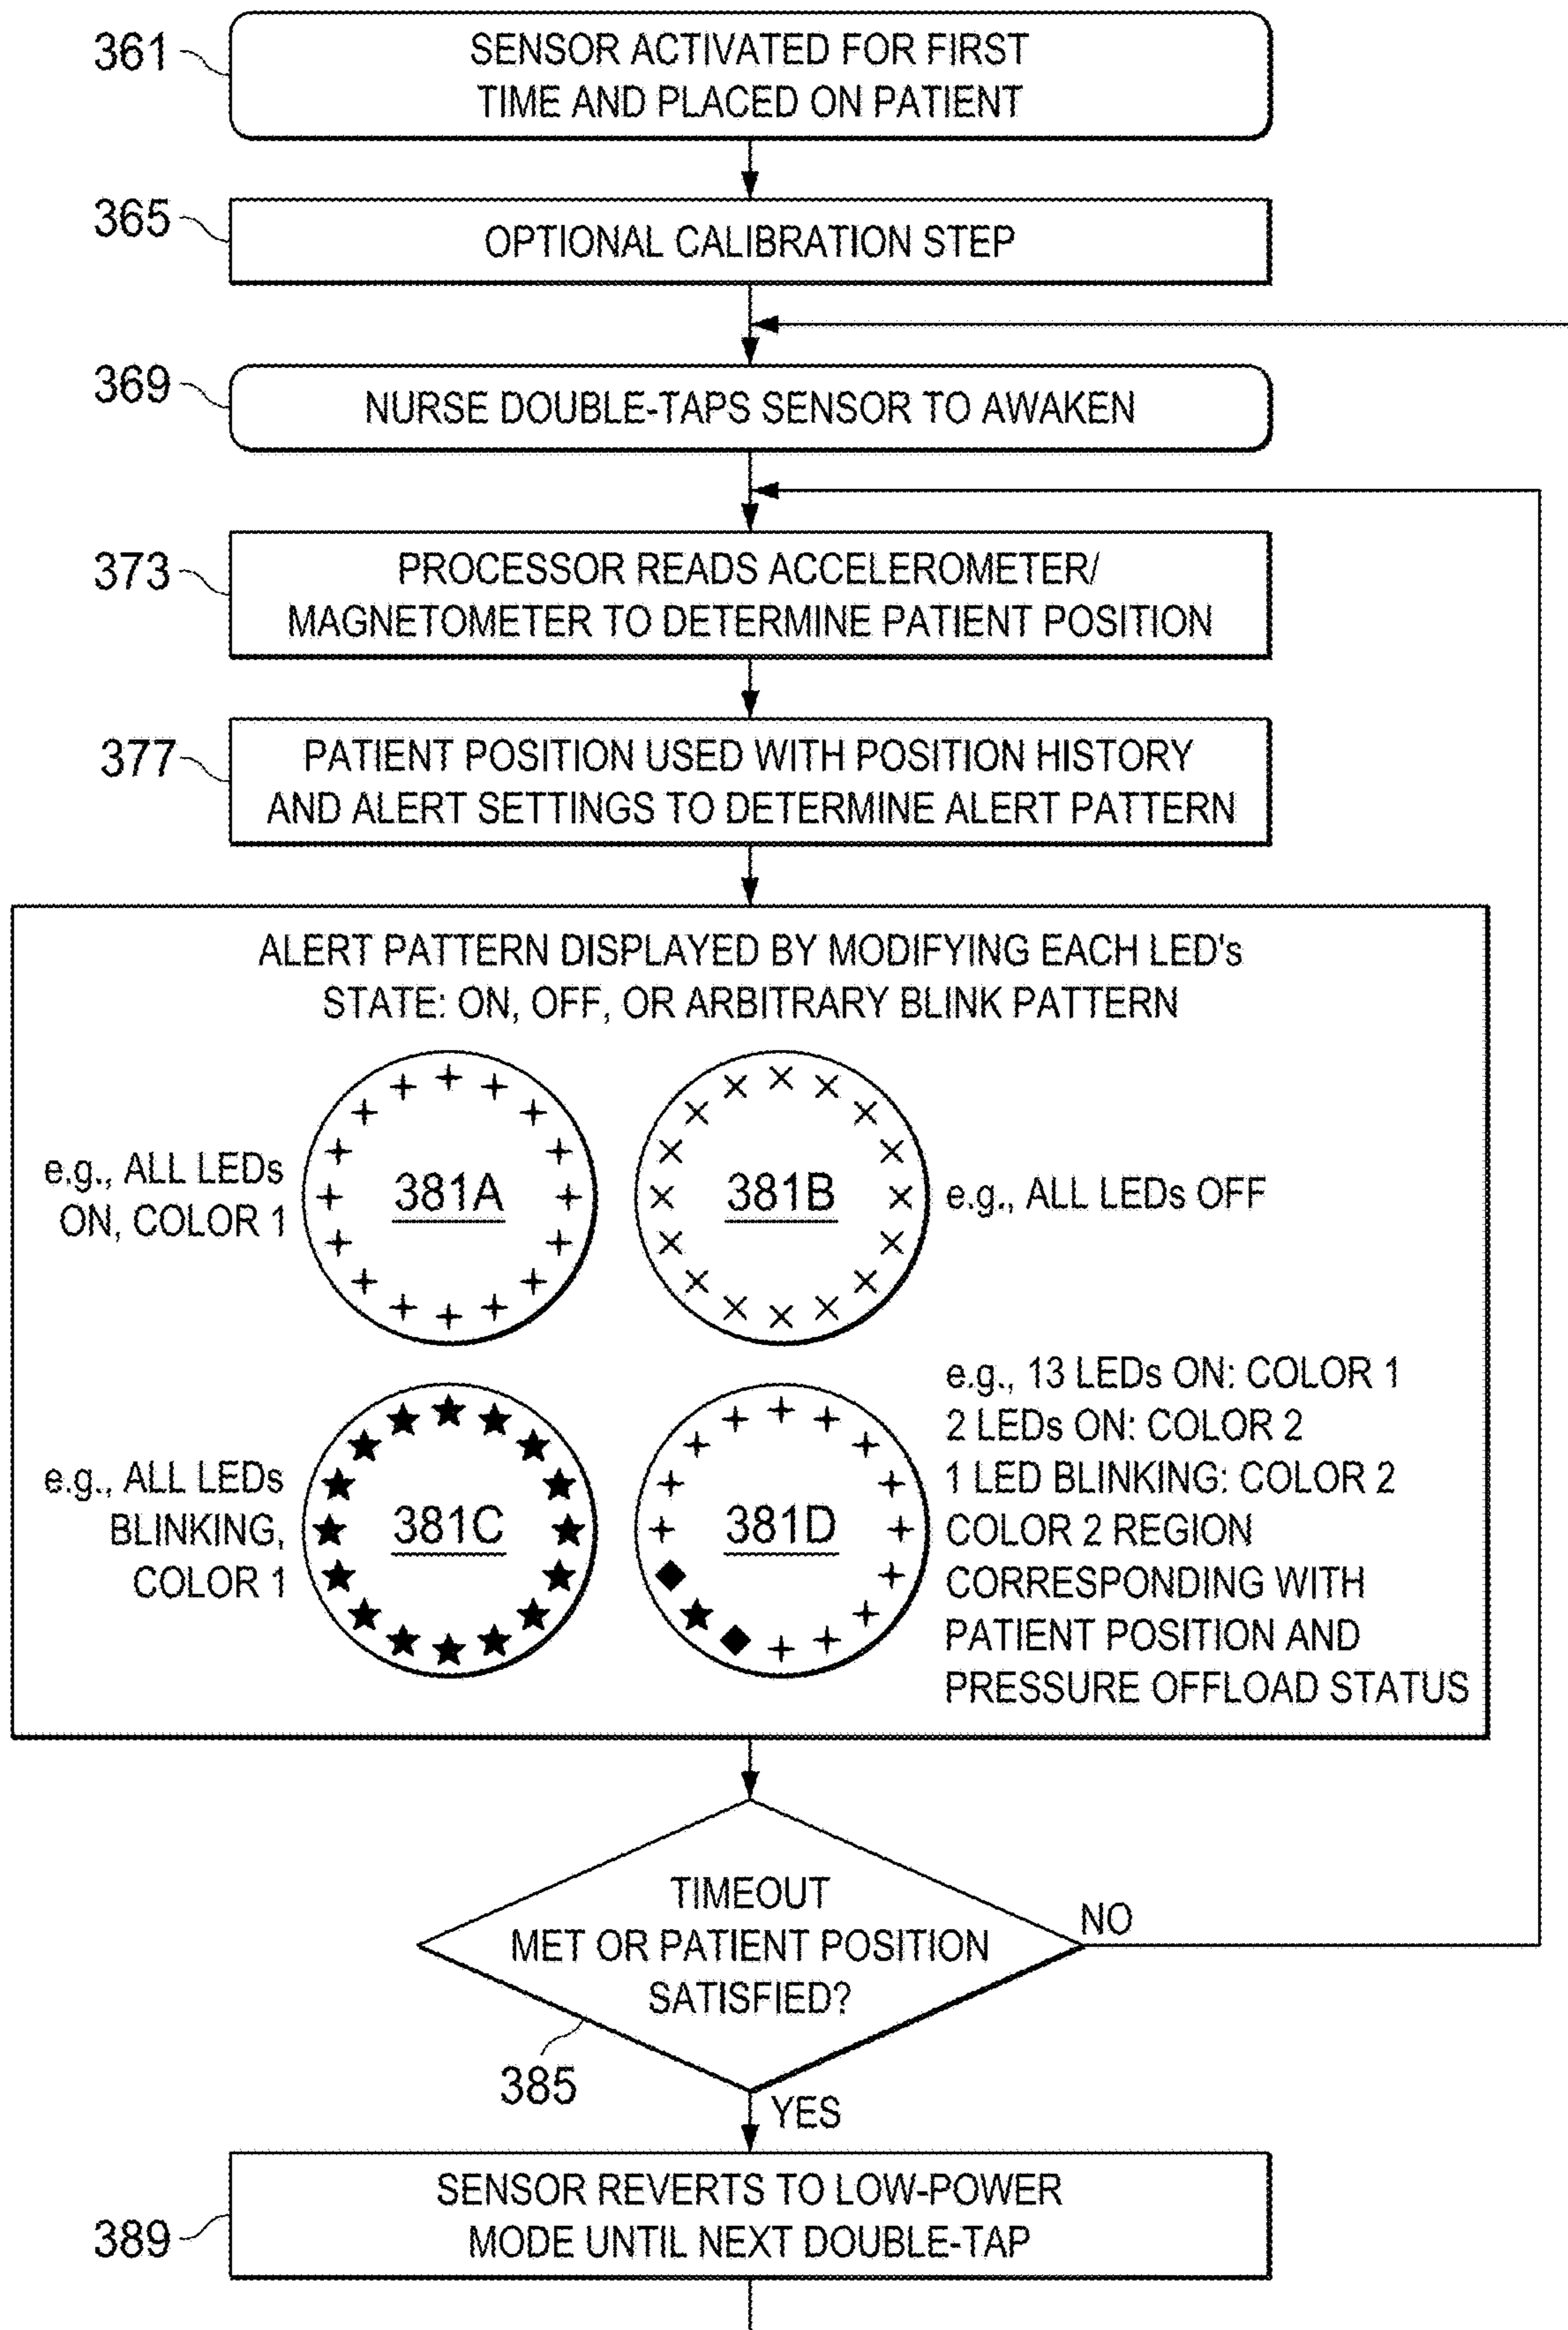 361
SENSOR ACTIVATED FOR FIRST
TIME AND PLACED ON PATIENT
365
OPTIONAL CALIBRATION STEP
369
NURSE DOUBLE-TAPS SENSOR TO AWAKEN
373
PROCESSOR READS ACCELEROMETER/
MAGNETOMETER TO DETERMINE PATIENT POSITION
377
PATIENT POSITION USED WITH POSITION HISTORY
AND ALERT SETTINGS TO DETERMINE ALERT PATTERN
ALERT PATTERN DISPLAYED BY MODIFYING EACH LED's
STATE: ON, OFF, OR ARBITRARY BLINK PATTERN
e.g., ALL LEDs
ON, COLOR 1
381A
381B
e.g., ALL LEDs OFF
e.g., ALL LEDs
BLINKING,
COLOR 1
381C
381D
e.g., 13 LEDs ON: COLOR 1
2 LEDs ON: COLOR 2
1 LED BLINKING: COLOR 2
COLOR 2 REGION
CORRESPONDING WITH
PATIENT POSITION AND
PRESSURE OFFLOAD STATUS
TIMEOUT
MET OR PATIENT POSITION
SATISFIED?
NO
385
YES
389
SENSOR REVERTS TO LOW-POWER
MODE UNTIL NEXT DOUBLE-TAP